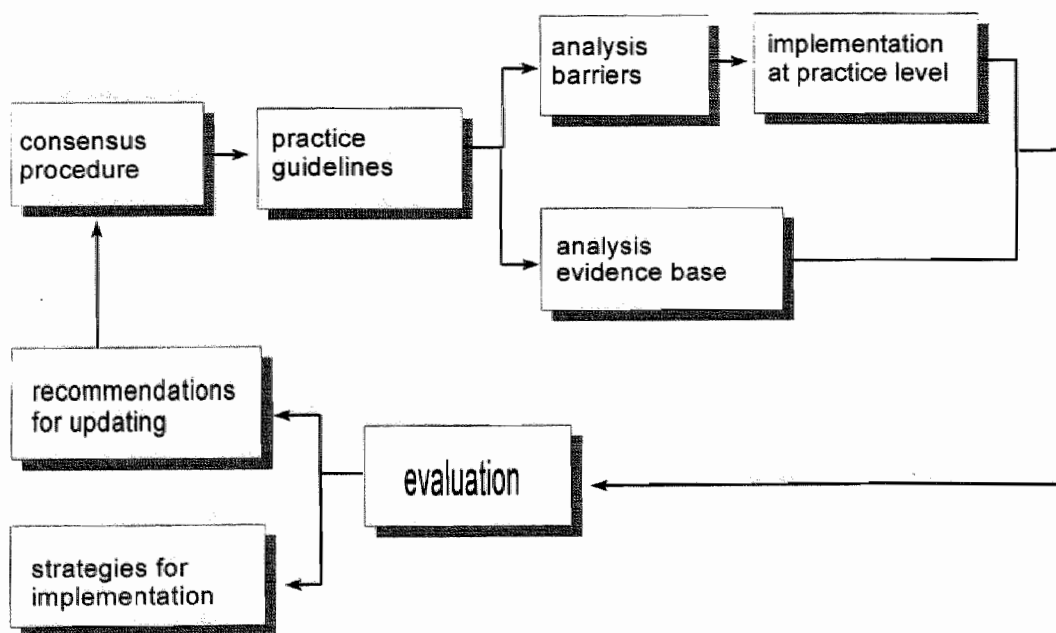 consensus
procedure
practice
guidelines
analysis
barriers
implementation
at practice level
analysis
evidence base
recommendations
for updating
evaluation
strategies for
implementation